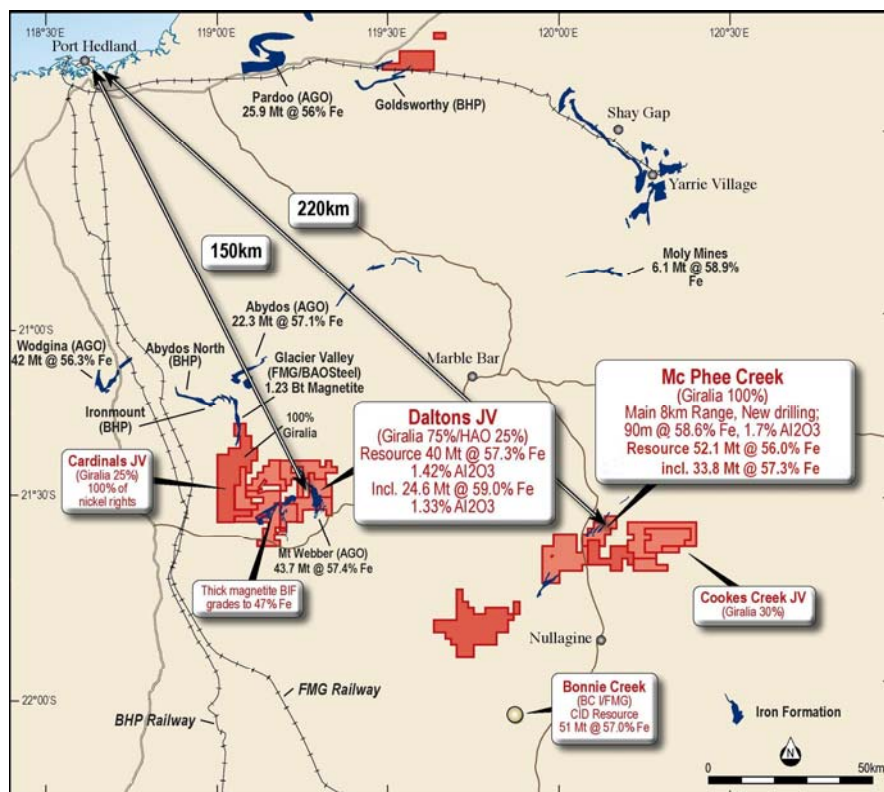 118°30'E
119°00'E
119°30'E
120°00'E
120°30'E
Port Hedland
Pardoo (AGO)
25.9 Mt @ 56% Fe
Goldsworthy (BHP)
Shay Gap
Yarrie Village
220km
150km
Moly Mines
6.1 Mt @ 58.9%
Fe
Abydos (AGO)
22.3 Mt @ 57.1% Fe
21°00'S
Wodgina (AGO)
42 Mt @ 56.3% Fe
Abydos North
(BHP)
Glacier Valley
(FMG/BAOSteel)
1.23 Bt Magnetite
Marble Bar
Ironmount
(BHP)
100%
Giralia
Mc Phee Creek
(Giralia 100%)
Main 8km Range, New drilling;
90m @ 58.6% Fe, 1.7% Al2O3
Resource 52.1 Mt @ 56.0% Fe
incl. 33.8 Mt @ 57.3% Fe
Daltons JV
(Giralia 75%/HAO 25%)
Resource 40 Mt @ 57.3% Fe
1.42% Al2O3
Incl. 24.6 Mt @ 59.0% Fe
1.33% Al2O3
Cardinals JV
(Giralia 25%)
100% of
nickel rights
21°30'S
Mt Webber (AGO)
43.7 Mt @ 57.4% Fe
Thick magnetite BIF
grades to 47% Fe
Cookes Creek JV
(Giralia 30%)
Nullagine
22°00'S
FMG Railway
BHP Railway
Bonnie Creek
(BC I/FMG)
CID Resource
51 Mt @ 57.0% Fe
Iron Formation
N
0
50km